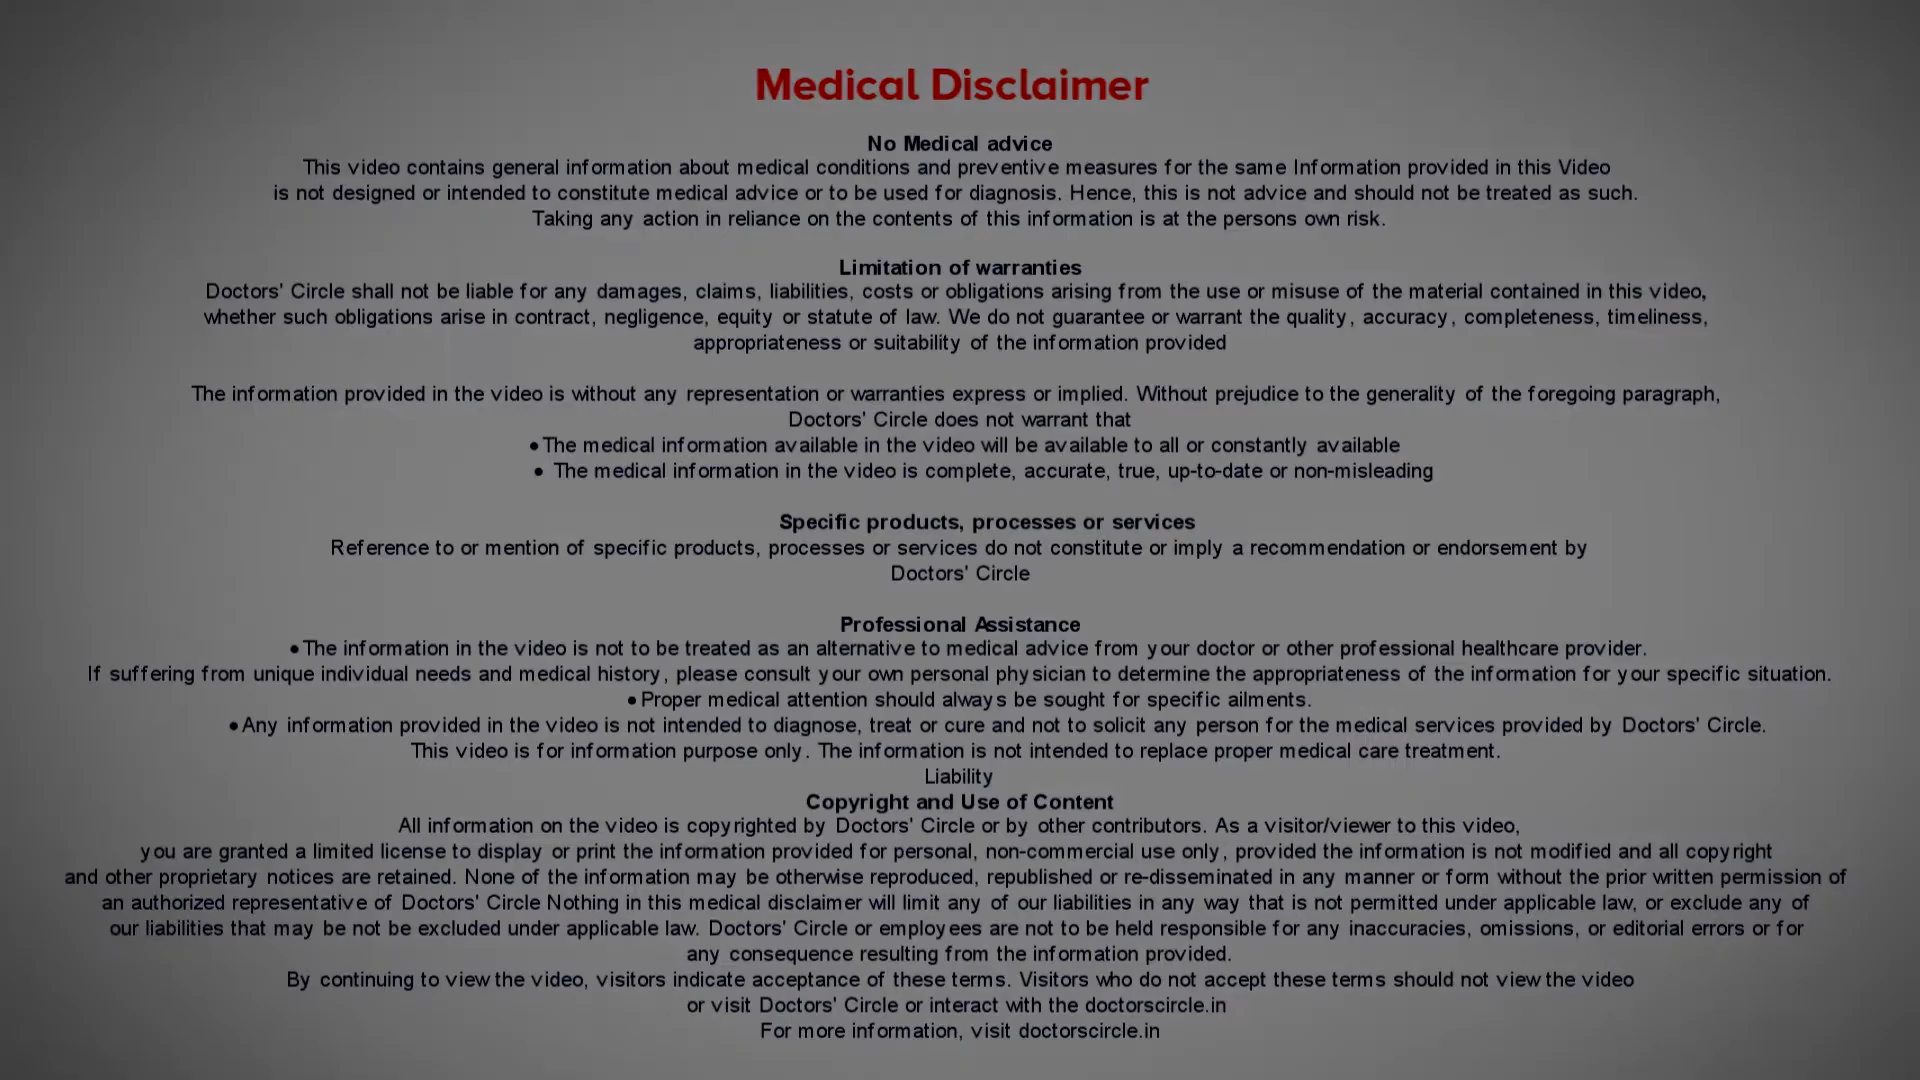 Medical Disclaimer
No Medical advice
This video contains general information about medical conditions and preventive measures for the same Information provided in this Video
is not designed or intended to constitute medical advice or to be used for diagnosis. Hence, this is not advice and should not be treated as such.
Taking any action in reliance on the contents of this information is at the persons own risk.
Limitation of warranties
Doctors' Circle shall not be liable for any damages, claims, liabilities, costs or obligations arising from the use or misuse of the material contained in this video,
whether such obligations arise in contract, negligence, equity or statute of law. We do not guarantee or warrant the quality, accuracy, completeness, timeliness,
appropriateness or suitability of the information provided
The information provided in the video is without any representation or warranties express or implied. Without prejudice to the generality of the foregoing paragraph,
Doctors' Circle does not warrant that
•The medical information available in the video will be available to all or constantly available
• The medical information in the video is complete, accurate, true, up-to-date or non-misleading
Specific products, processes or services
Reference to or mention of specific products, processes or services do not constitute or imply a recommendation or endorsement by
Doctors' Circle
Professional Assistance
•The information in the video is not to be treated as an alternative to medical advice from your doctor or other professional healthcare provider.
If suffering from unique individual needs and medical history, please consult your own personal physician to determine the appropriateness of the information for your specific situation.
•Proper medical attention should always be sought for specific ailments.
•Any information provided in the video is not intended to diagnose, treat or cure and not to solicit any person for the medical services provided by Doctors' Circle.
This video is for information purpose only. The information is not intended to replace proper medical care treatment.
Liability
Copyright and Use of Content
All information on the video is copyrighted by Doctors' Circle or by other contributors. As a visitor/viewer to this video,
you are granted a limited license to display or print the information provided for personal, non-commercial use only, provided the information is not modified and all copyright
and other proprietary notices are retained. None of the information may be otherwise reproduced, republished or re-disseminated in any manner or form without the prior written permission of
an authorized representative of Doctors' Circle Nothing in this medical disclaimer will limit any of our liabilities in any way that is not permitted under applicable law, or exclude any of
our liabilities that may be not be excluded under applicable law. Doctors' Circle or employees are not to be held responsible for any inaccuracies, omissions, or editorial errors or for
any consequence resulting from the information provided.
By continuing to view the video, visitors indicate acceptance of these terms. Visitors who do not accept these terms should not view the video
or visit Doctors' Circle or interact with the doctorscircle.in
For more information, visit doctorscircle.in